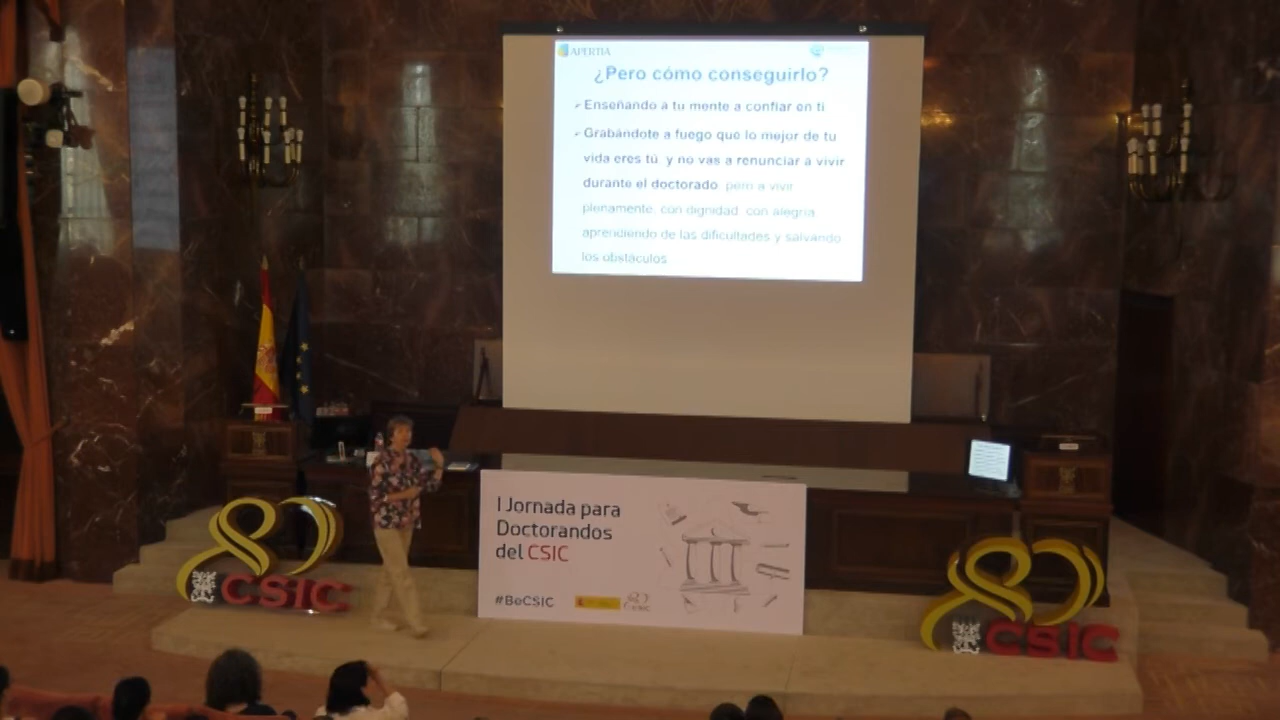 APERTIA
¿Pero cómo conseguirlo?
Enseñando a tu mente a confiar en ti
Grabándote a fuego que lo mejor de tu
vida eres tú y no vas a renunciar a vivir
durante el doctorado, pero a vivir
plenamente, con dignidad, con alegría
aprendiendo de las dificultades y salvando
los obstáculos
I Jornada para
Doctorandos
del CSIC
#BeCSIC
80
CSIC
80
CSIC